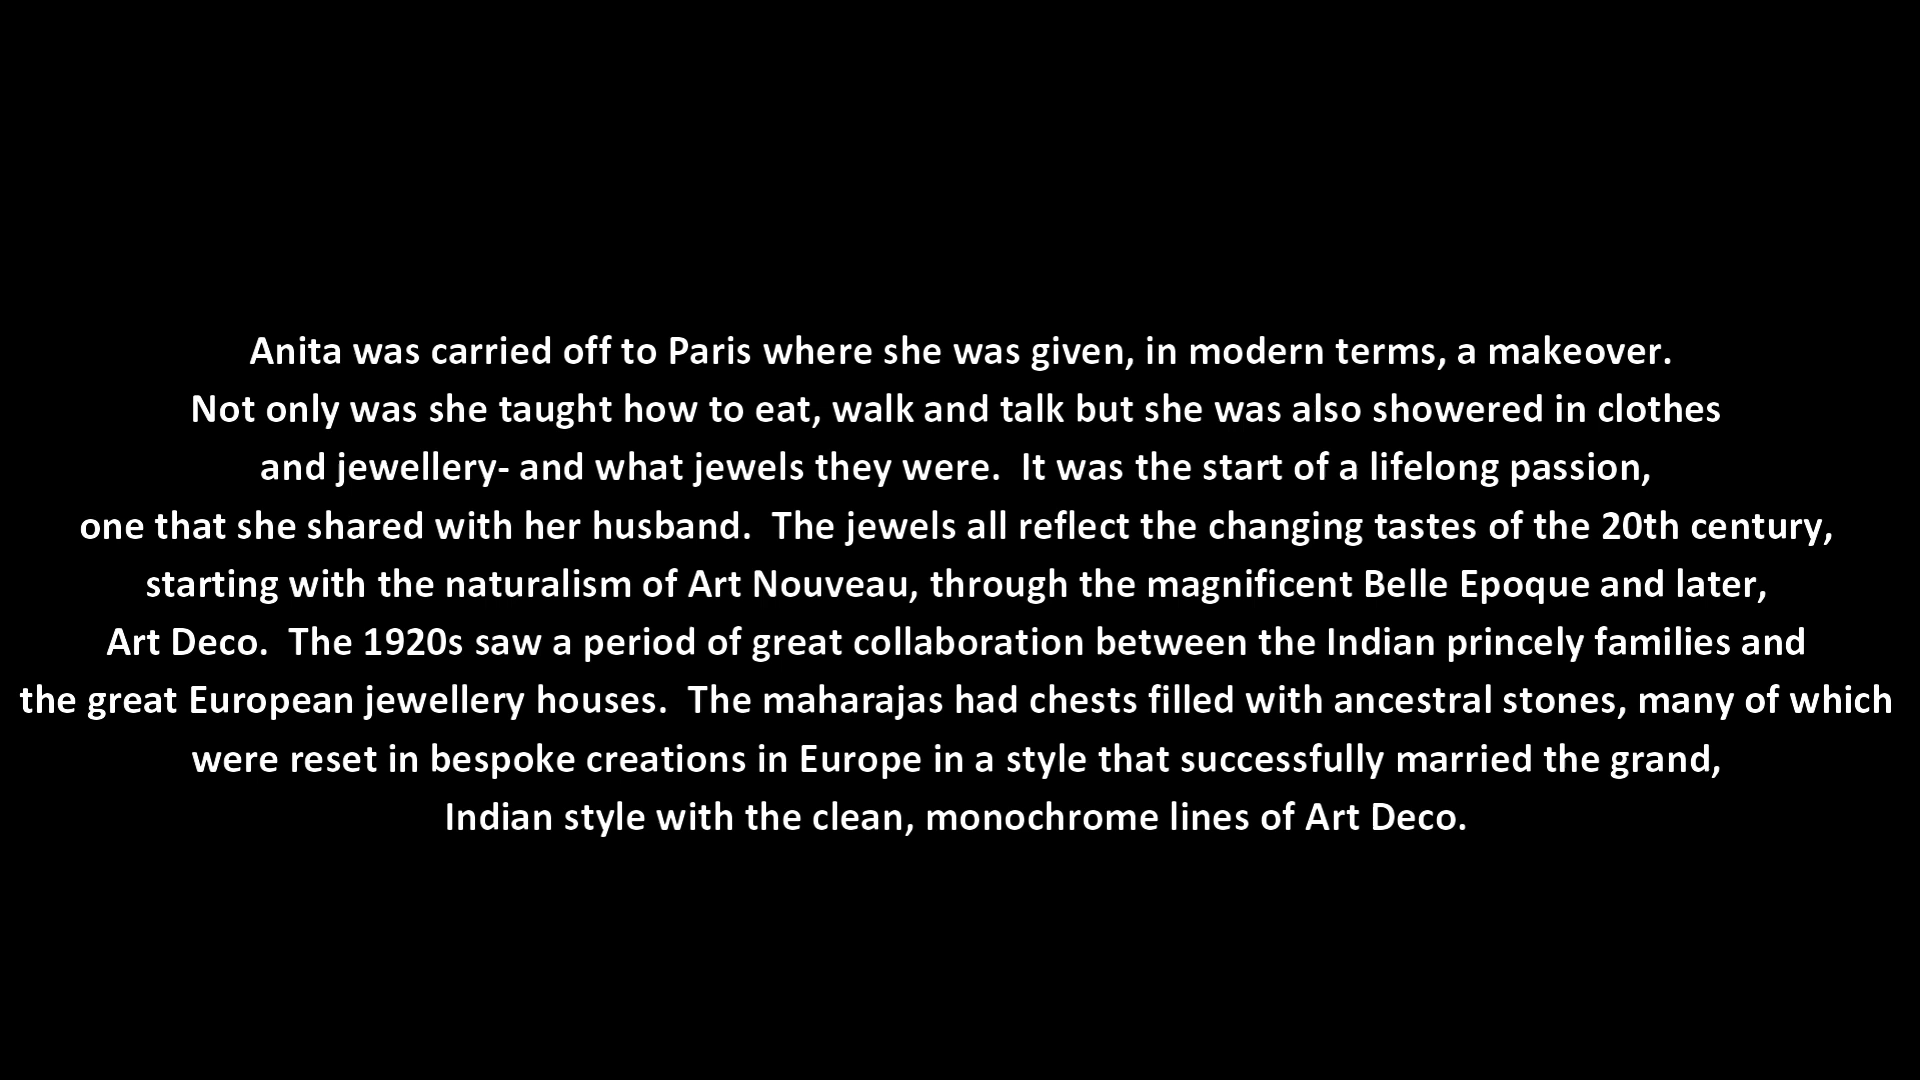 Anita was carried off to Paris where she was given, in modern terms, a makeover.
Not only was she taught how to eat, walk and talk but she was also showered in clothes
and jewellery- and what jewels they were.  It was the start of a lifelong passion,
one that she shared with her husband.  The jewels all reflect the changing tastes of the 20th century,
starting with the naturalism of Art Nouveau, through the magnificent Belle Epoque and later,
Art Deco.  The 1920s saw a period of great collaboration between the Indian princely families and
the great European jewellery houses.  The maharajas had chests filled with ancestral stones, many of which
were reset in bespoke creations in Europe in a style that successfully married the grand,
Indian style with the clean, monochrome lines of Art Deco.